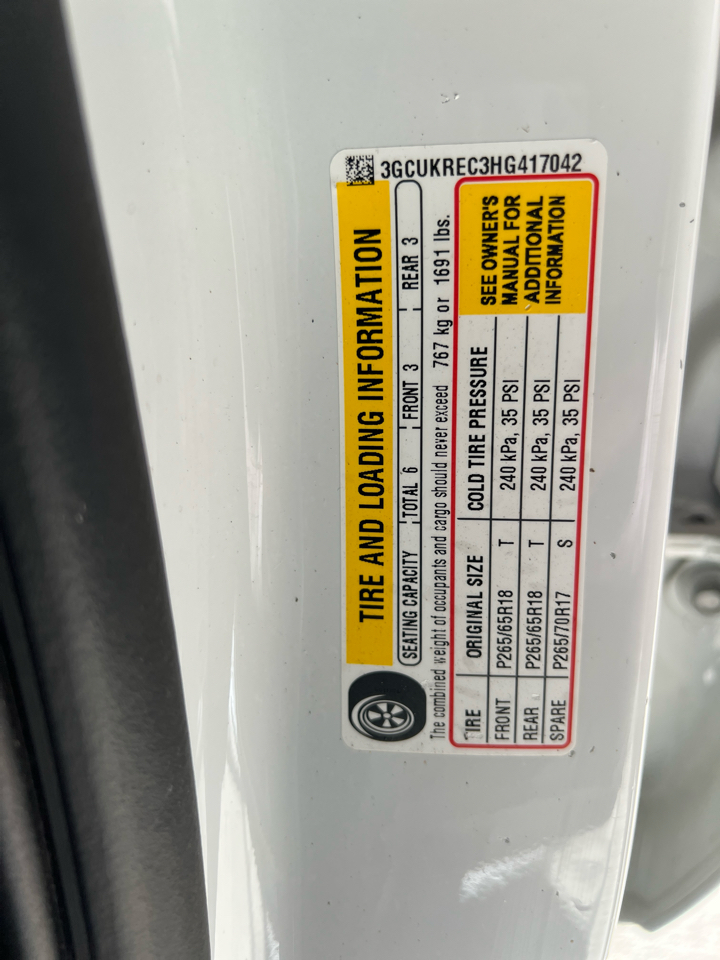 3GCUKREC3HG417042
TIRE AND LOADING INFORMATION
SEATING CAPACITY TOTAL 6 FRONT 3 REAR 3
The combined weight of occupants and cargo should never exceed 767 kg or 1691 lbs.
TIRE ORIGINAL SIZE COLD TIRE PRESSURE
FRONT P265/65R18 T 240 kPa, 35 PSI
REAR P265/65R18 T 240 kPa, 35 PSI
SPARE P265/70R17 S 240 kPa, 35 PSI
SEE OWNER'S
MANUAL FOR
ADDITIONAL
INFORMATION